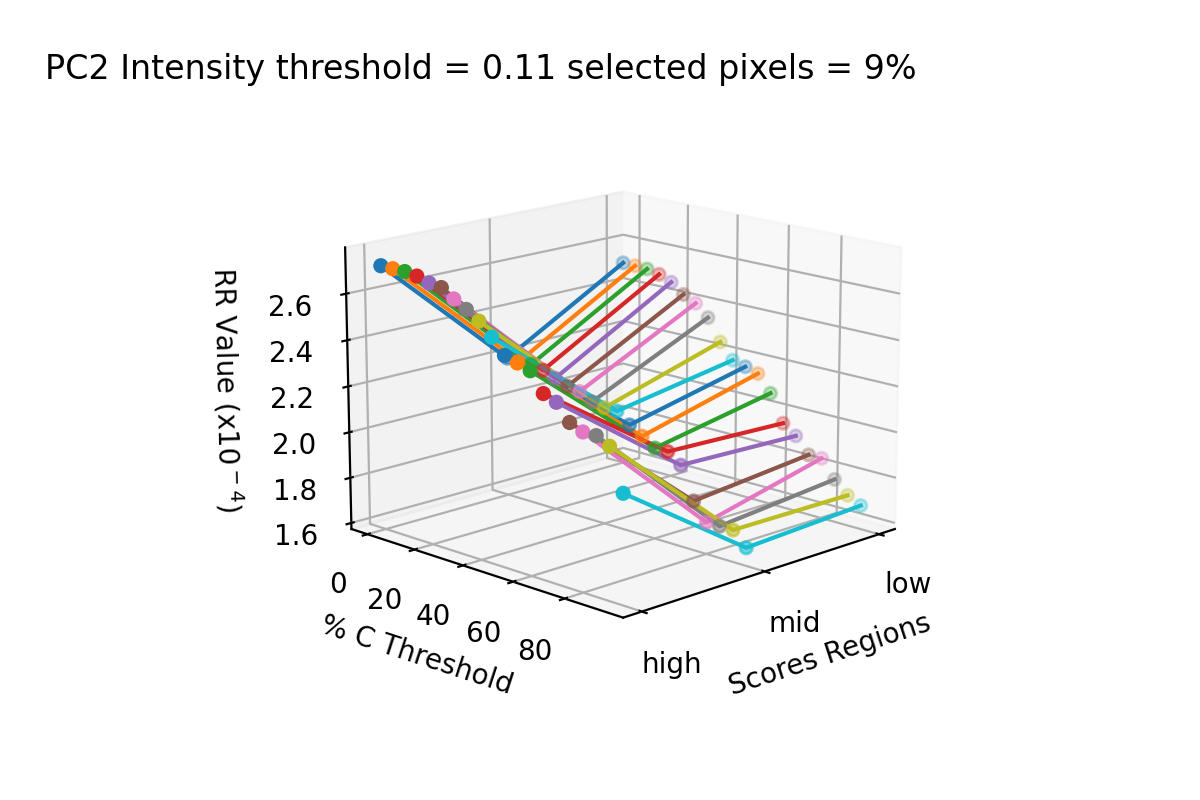 PC2 Intensity threshold = 0.11 selected pixels = 9%
RR Value (x10⁻⁴)
2.6
2.4
2.2
2.0
1.8
1.6
0
20
40
60
80
% C Threshold
high
mid
low
Scores Regions